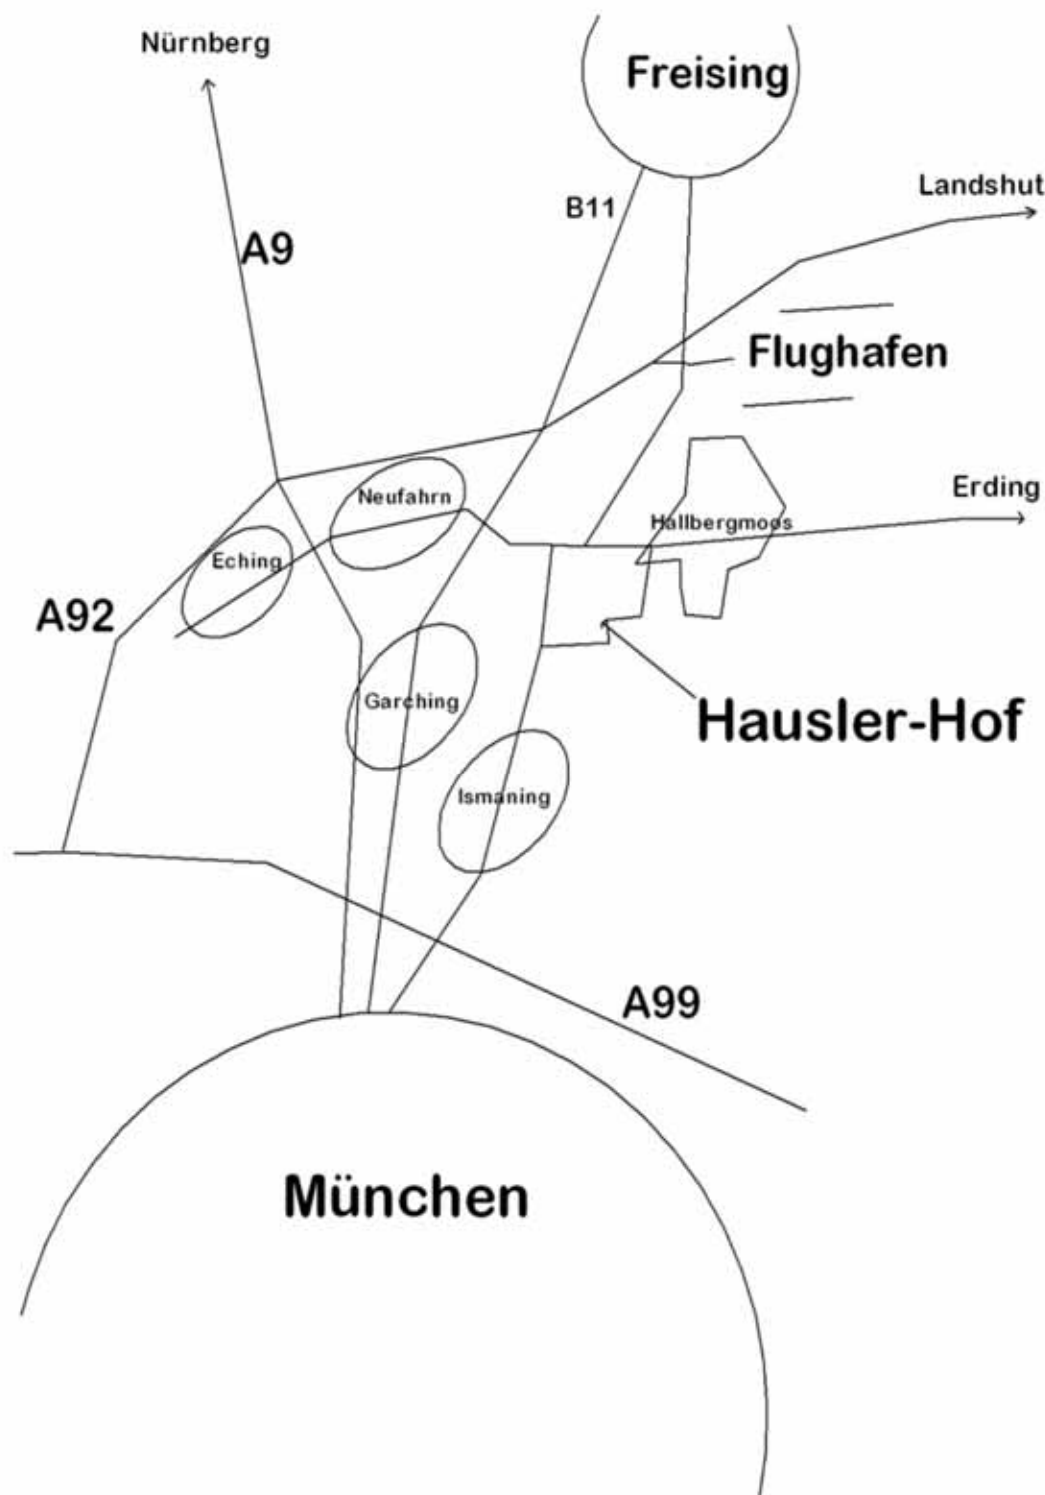 Nürnberg
Freising
Landshut
B11
A9
Flughafen
Erding
Neufahrn
Hallbergmoos
Eching
A92
Garching
Hausler-Hof
Ismaning
A99
München